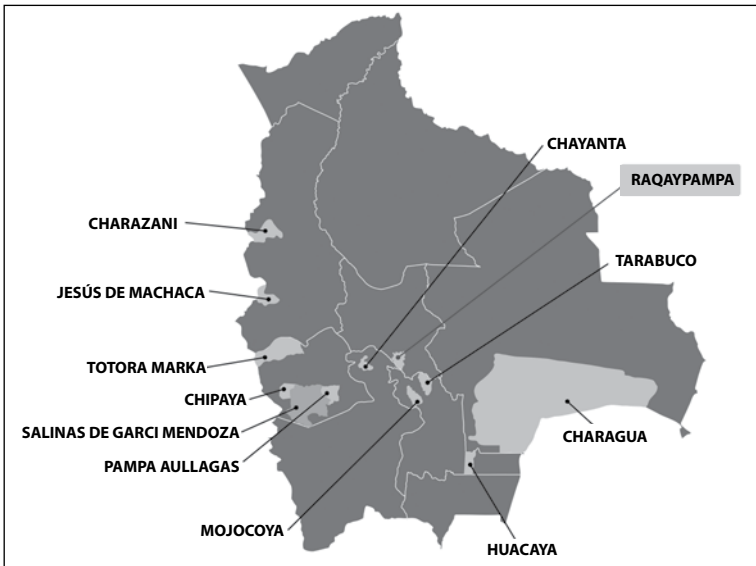 CHAYANTA
RAQAYPAMPA
CHARAZANI
TARABUCO
JESÚS DE MACHACA
TOTORA MARKA
CHIPAYA
SALINAS DE GARCI MENDOZA
CHARAGUA
PAMPA AULLAGAS
MOJOCOYA
HUACAYA